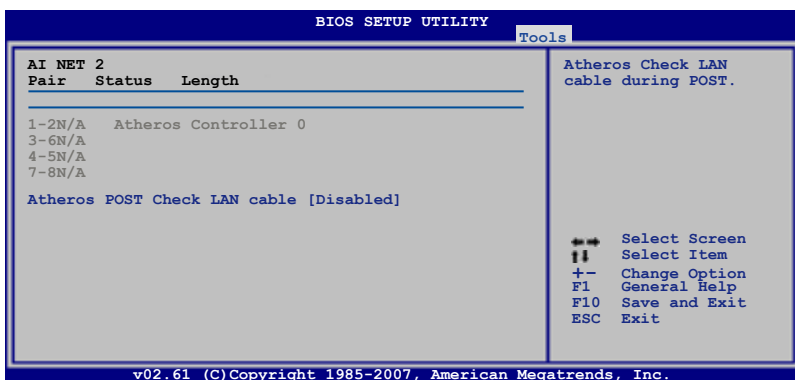 BIOS SETUP UTILITY
Tools
AI NET 2
Pair Status Length
1-2N/A Atheros Controller 0
3-6N/A
4-5N/A
7-8N/A
Atheros POST Check LAN cable [Disabled]
Atheros Check LAN
cable during POST.
Select Screen
Select Item
+- Change Option
F1 General Help
F10 Save and Exit
ESC Exit
v02.61 (C)Copyright 1985-2007, American Megatrends, Inc.